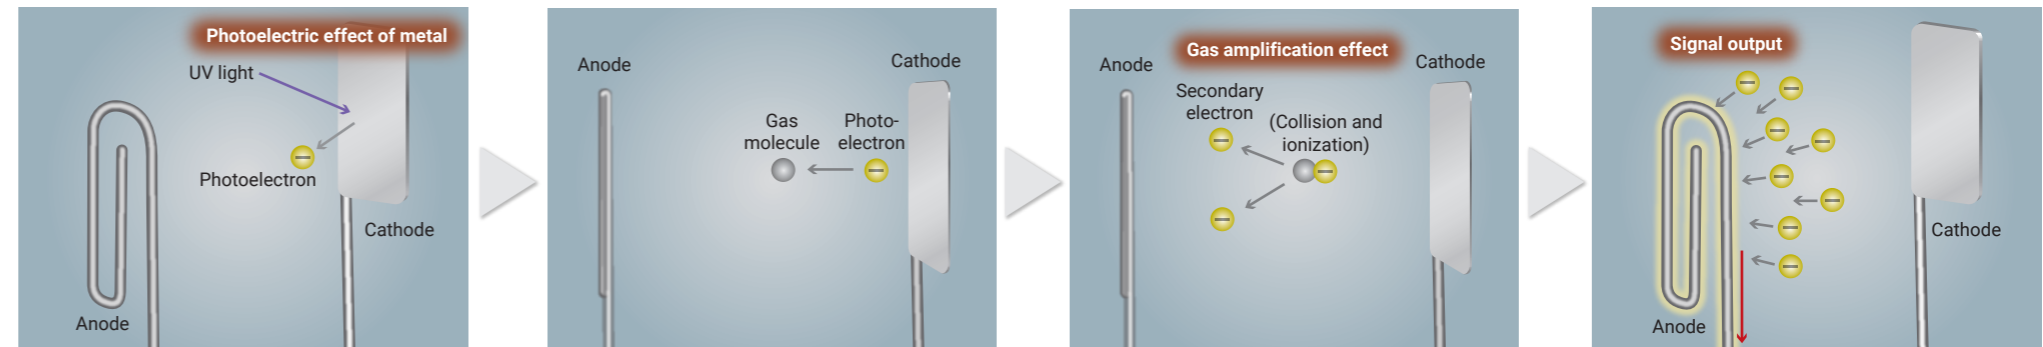 Photoelectric effect of metal
UV light
Photoelectron
Cathode
Anode
Anode
Cathode
Gas
molecule
Photo-
electron
Gas amplification effect
Anode
Cathode
Secondary
electron
(Collision and
ionization)
Signal output
Cathode
Anode